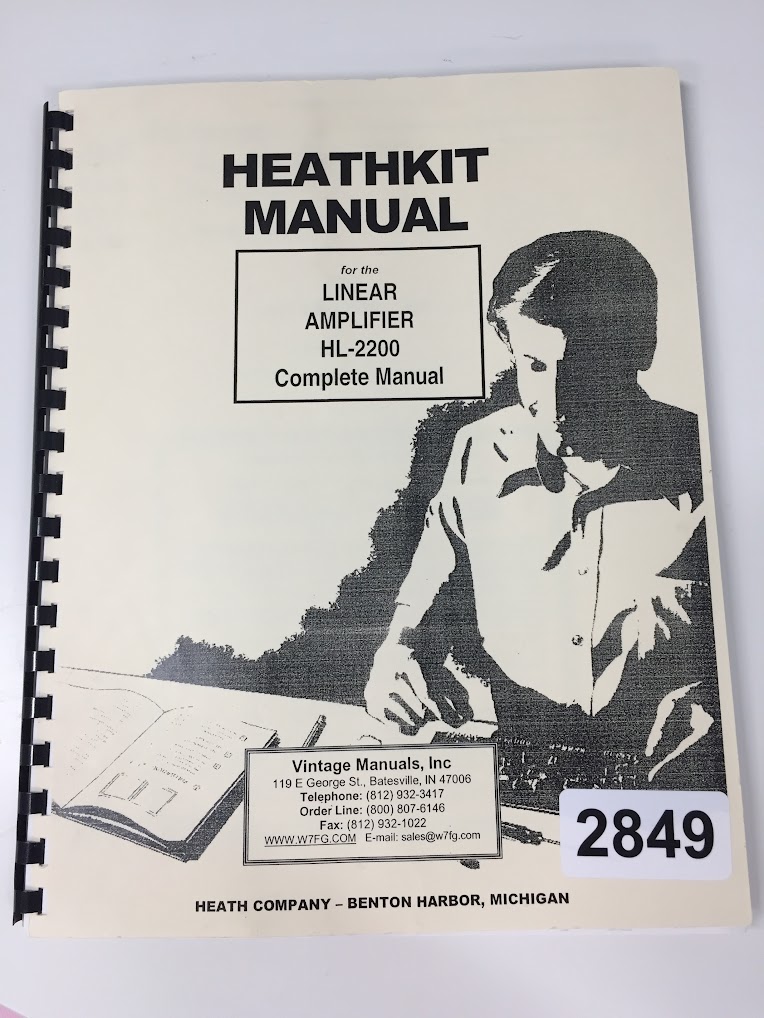 HEATHKIT
MANUAL
for the
LINEAR
AMPLIFIER
HL-2200
Complete Manual
Vintage Manuals, Inc
119 E George St., Batesville, IN 47006
Telephone: (812) 932-3417
Order Line: (800) 807-6146
Fax: (812) 932-1022
WWW.W7FG.COM E-mail: sales@w7fg.com
2849
HEATH COMPANY – BENTON HARBOR, MICHIGAN